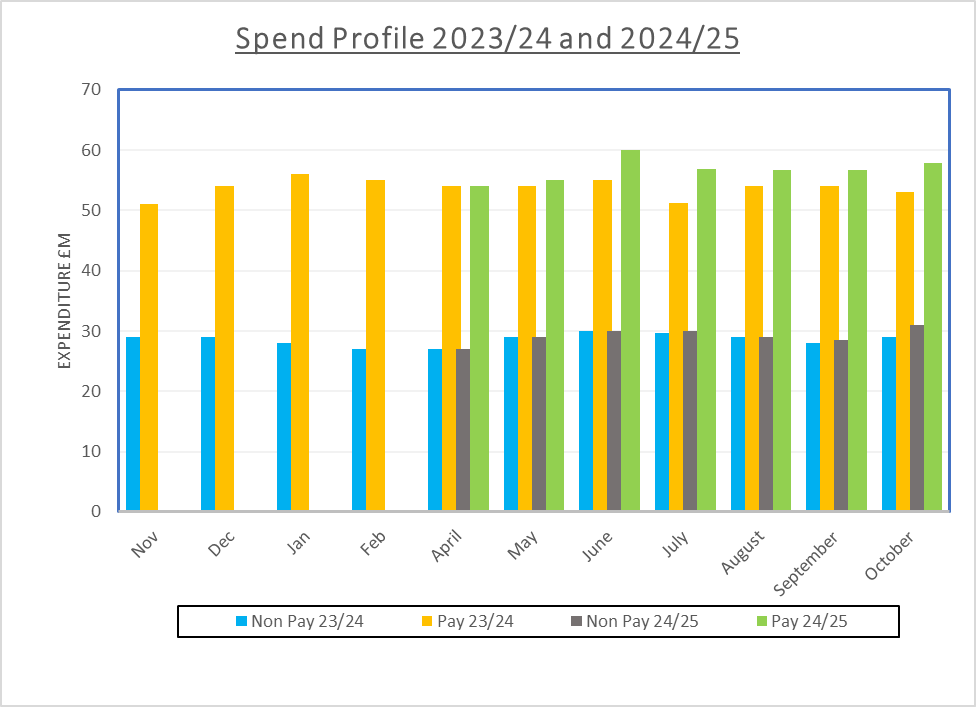 Spend Profile 2023/24 and 2024/25
70
60
50
40
30
20
10
0
EXPENDITURE £M
Nov
Dec
Jan
Feb
April
May
June
July
August
September
October
Non Pay 23/24
Pay 23/24
Non Pay 24/25
Pay 24/25